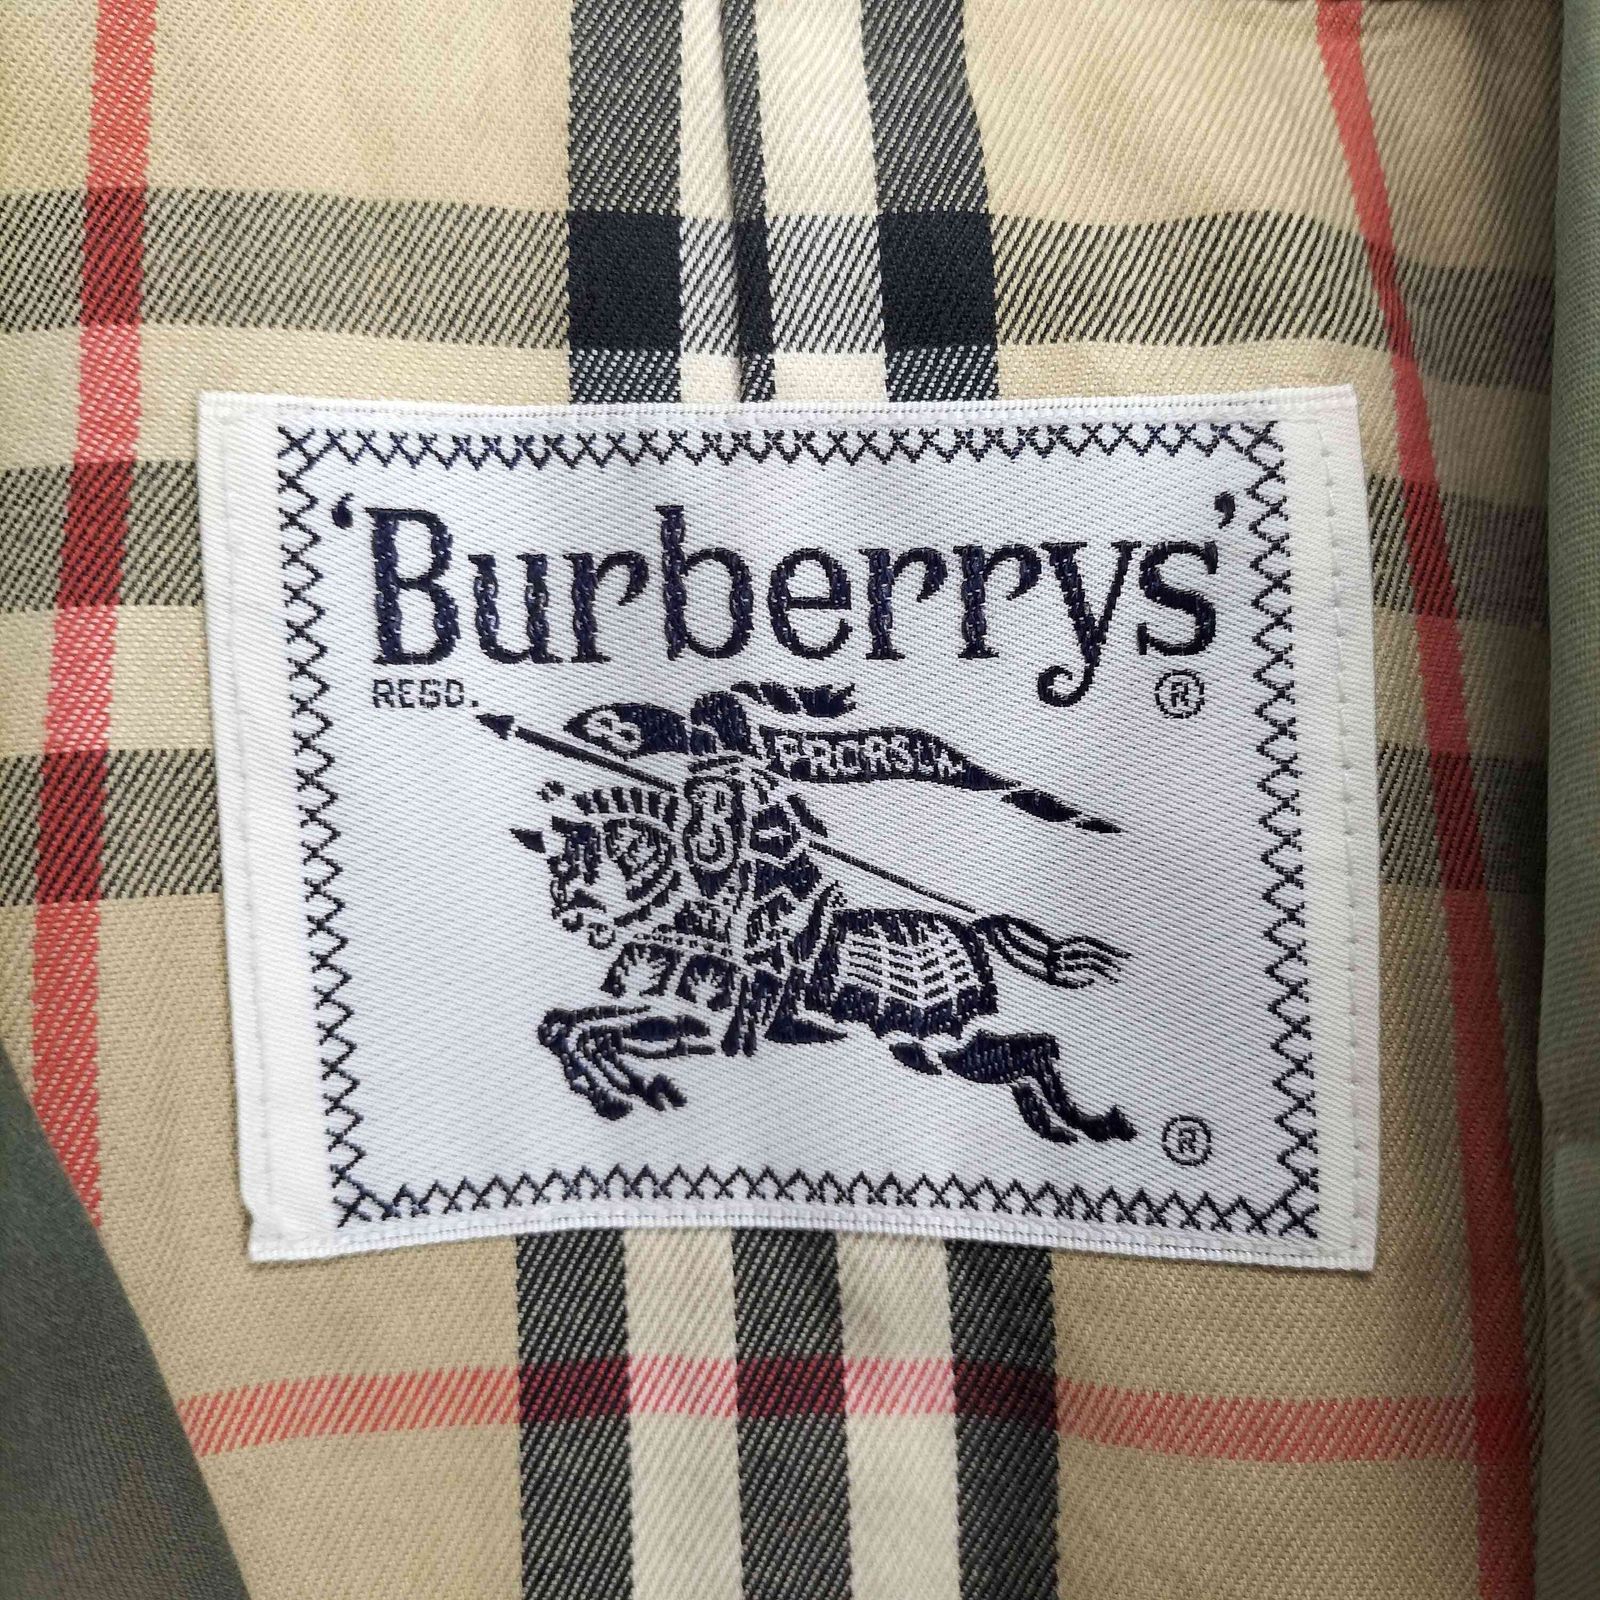 ‘Burberrys’
REGD. ®
B
PRORSUM
®